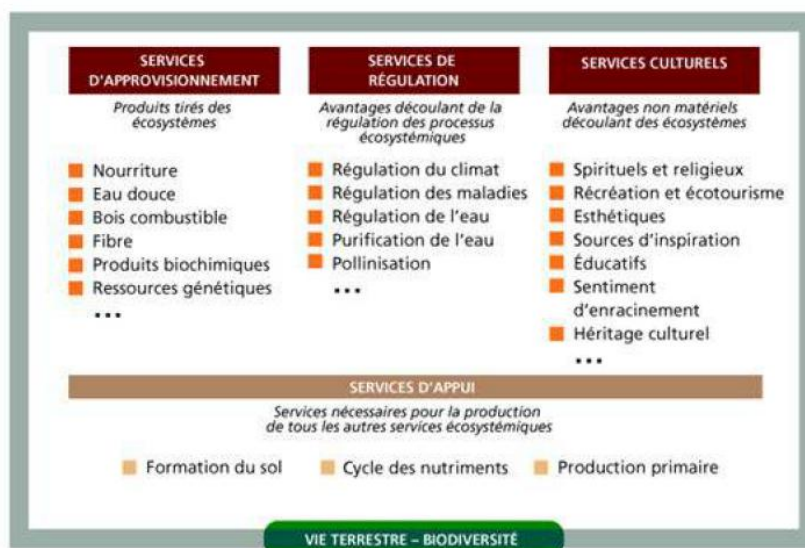 SERVICES
D'APPROVISIONNEMENT
Produits tirés des
écosystèmes
Nourriture
Eau douce
Bois combustible
Fibre
Produits biochimiques
Ressources génétiques
...
SERVICES DE
RÉGULATION
Avantages découlant de la
régulation des processus
écosystémiques
Régulation du climat
Régulation des maladies
Régulation de l'eau
Purification de l'eau
Pollinisation
...
SERVICES CULTURELS
Avantages non matériels
découlant des écosystèmes
Spirituels et religieux
Récréation et écotourisme
Esthétiques
Sources d'inspiration
Éducatifs
Sentiment
d'enracinement
Héritage culturel
...
SERVICES D'APPUI
Services nécessaires pour la production
de tous les autres services écosystémiques
Formation du sol
Cycle des nutriments
Production primaire
VIE TERRESTRE – BIODIVERSITÉ